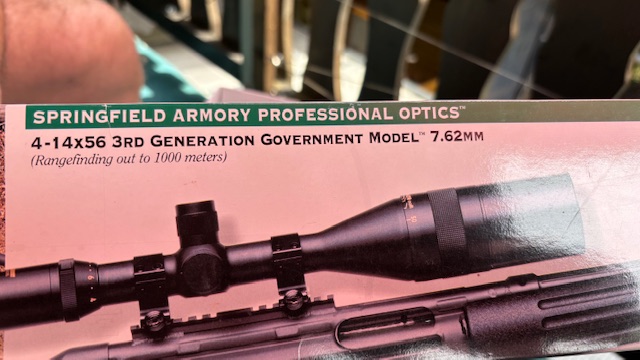 SPRINGFIELD ARMORY PROFESSIONAL OPTICS™
4-14x56 3RD GENERATION GOVERNMENT MODEL™ 7.62MM
(Rangefinding out to 1000 meters)